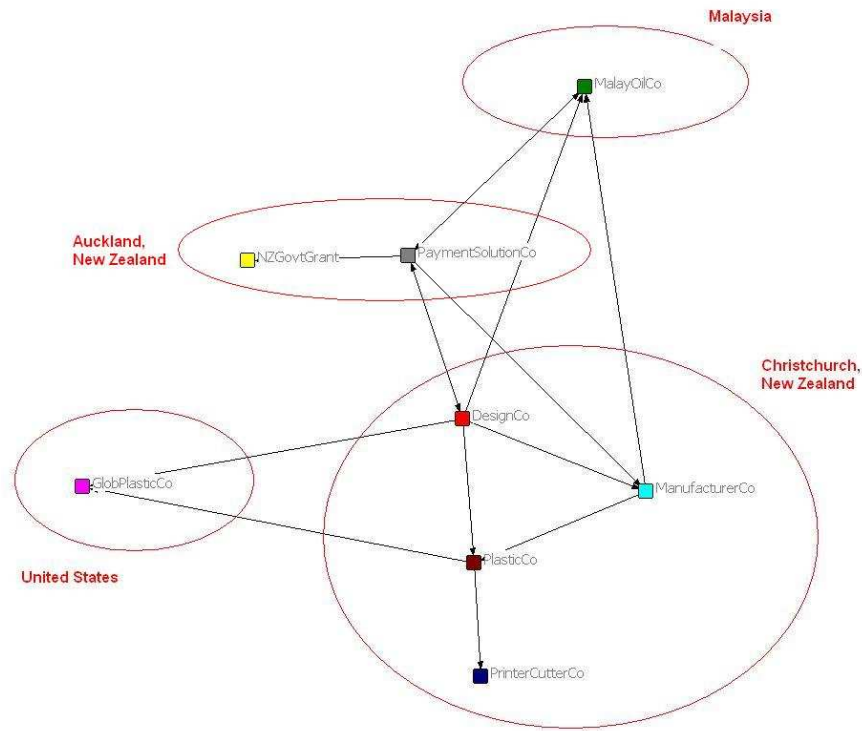 Malaysia
MalayOilCo
Auckland,
New Zealand
NZGovtGrant
PaymentSolutionCo
Christchurch,
New Zealand
DesignCo
GlobPlasticCo
ManufacturerCo
PlasticCo
United States
PrinterCutterCo